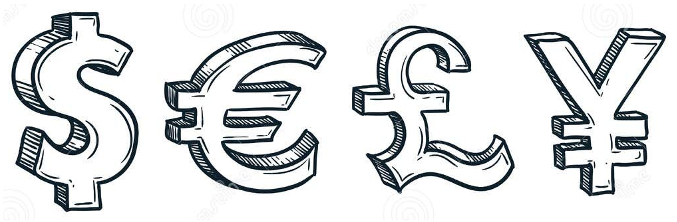 $ € £ ¥